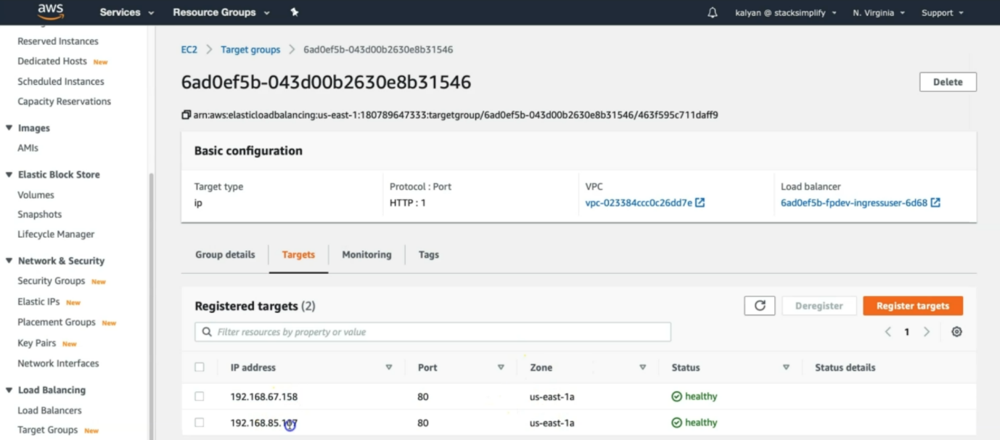 aws Services Resource Groups kalyan @ stacksimplify N. Virginia Support
Reserved Instances
Dedicated Hosts New
Scheduled Instances
Capacity Reservations
Images
AMIs
Elastic Block Store
Volumes
Snapshots
Lifecycle Manager
Network & Security
Security Groups New
Elastic IPs New
Placement Groups New
Key Pairs New
Network Interfaces
Load Balancing
Load Balancers
Target Groups New
EC2 > Target groups > 6ad0ef5b-043d00b2630e8b31546
6ad0ef5b-043d00b2630e8b31546 Delete
arn:aws:elasticloadbalancing:us-east-1:180789647333:targetgroup/6ad0ef5b-043d00b2630e8b31546/463f595c711daff9
Basic configuration
Target type Protocol : Port VPC Load balancer
ip HTTP : 1 vpc-023384ccc0c26dd7e 6ad0ef5b-fpdev-ingressuser-6d68
Group details Targets Monitoring Tags
Registered targets (2) Deregister Register targets
Filter resources by property or value 1
IP address Port Zone Status Status details
192.168.67.158 80 us-east-1a healthy
80 us-east-1a healthy